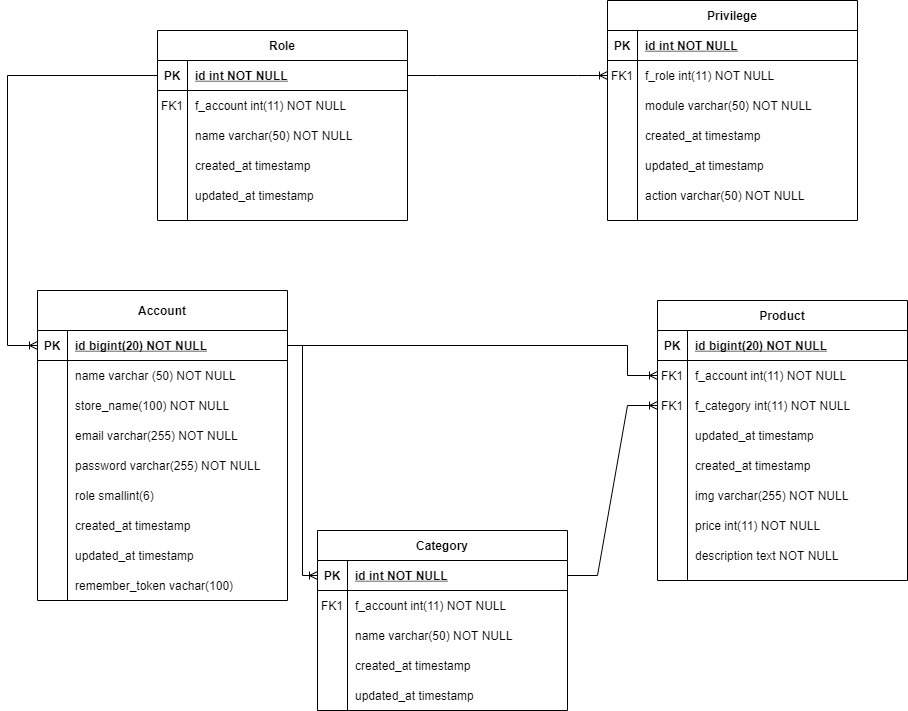 Role
PK id int NOT NULL
FK1 f_account int(11) NOT NULL
name varchar(50) NOT NULL
created_at timestamp
updated_at timestamp
Privilege
PK id int NOT NULL
FK1 f_role int(11) NOT NULL
module varchar(50) NOT NULL
created_at timestamp
updated_at timestamp
action varchar(50) NOT NULL
Account
PK id bigint(20) NOT NULL
name varchar (50) NOT NULL
store_name(100) NOT NULL
email varchar(255) NOT NULL
password varchar(255) NOT NULL
role smallint(6)
created_at timestamp
updated_at timestamp
remember_token vachar(100)
Category
PK id int NOT NULL
FK1 f_account int(11) NOT NULL
name varchar(50) NOT NULL
created_at timestamp
updated_at timestamp
Product
PK id bigint(20) NOT NULL
FK1 f_account int(11) NOT NULL
FK1 f_category int(11) NOT NULL
updated_at timestamp
created_at timestamp
img varchar(255) NOT NULL
price int(11) NOT NULL
description text NOT NULL